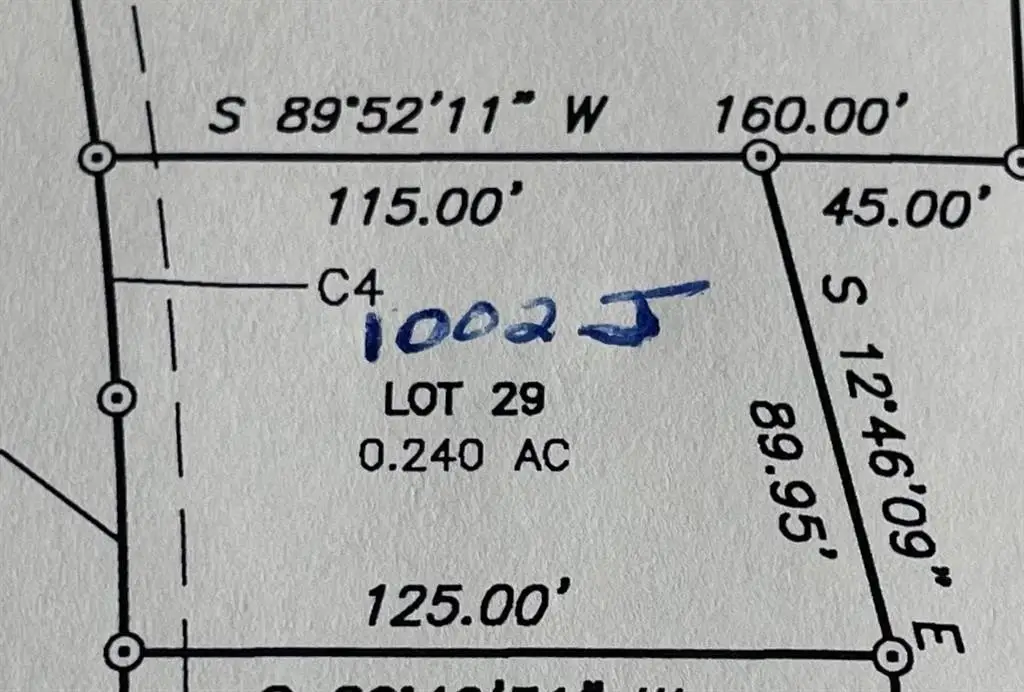 S 89°52'11" W 160.00'
115.00'
45.00'
C4
1002 J
S 12°46'09" E
89.95'
LOT 29
0.240 AC
125.00'